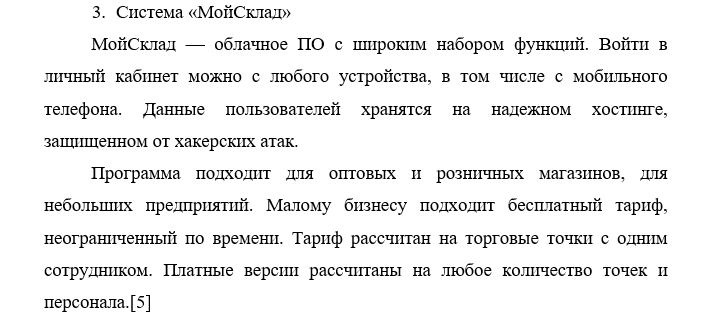 3. Система «МойСклад»
МойСклад — облачное ПО с широким набором функций. Войти в
личный кабинет можно с любого устройства, в том числе с мобильного
телефона. Данные пользователей хранятся на надежном хостинге,
защищенном от хакерских атак.
Программа подходит для оптовых и розничных магазинов, для
небольших предприятий. Малому бизнесу подходит бесплатный тариф,
неограниченный по времени. Тариф рассчитан на торговые точки с одним
сотрудником. Платные версии рассчитаны на любое количество точек и
персонала.[5]